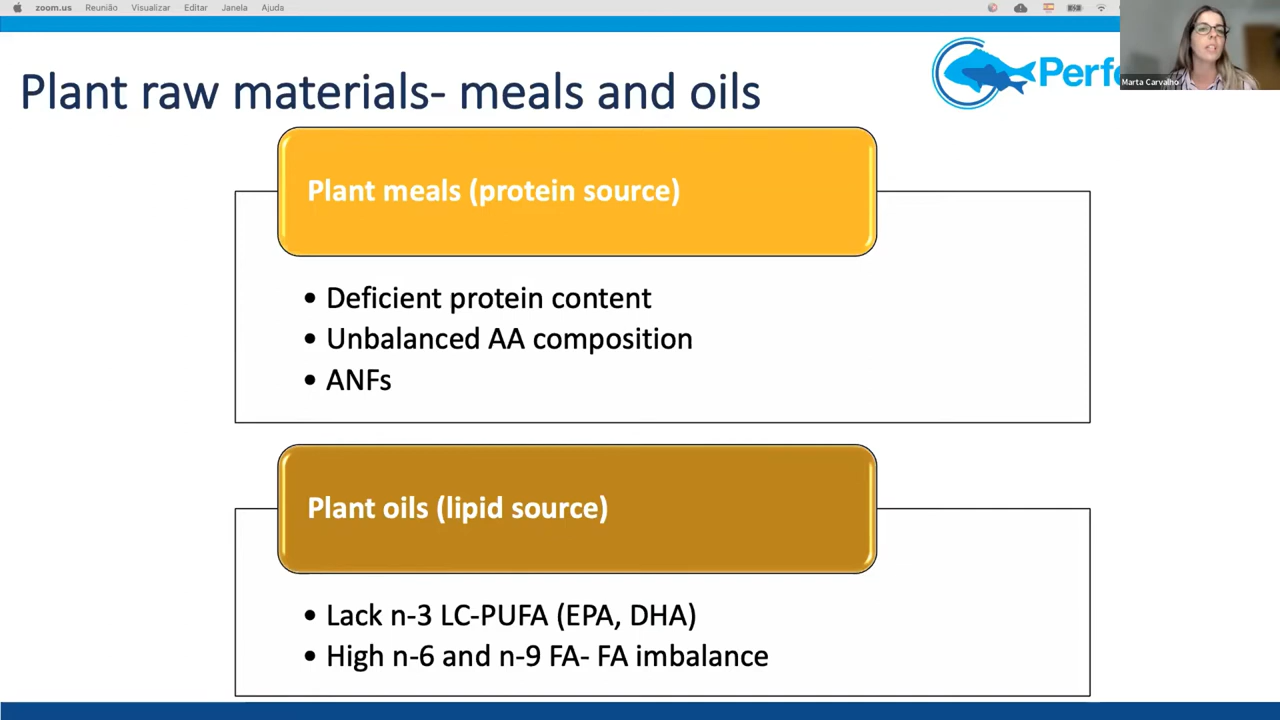 zoom.us Reunião Visualizar Editar Janela Ajuda
Plant raw materials- meals and oils
Perfo
Marta Carvalho
Plant meals (protein source)
• Deficient protein content
• Unbalanced AA composition
• ANFs
Plant oils (lipid source)
• Lack n-3 LC-PUFA (EPA, DHA)
• High n-6 and n-9 FA- FA imbalance